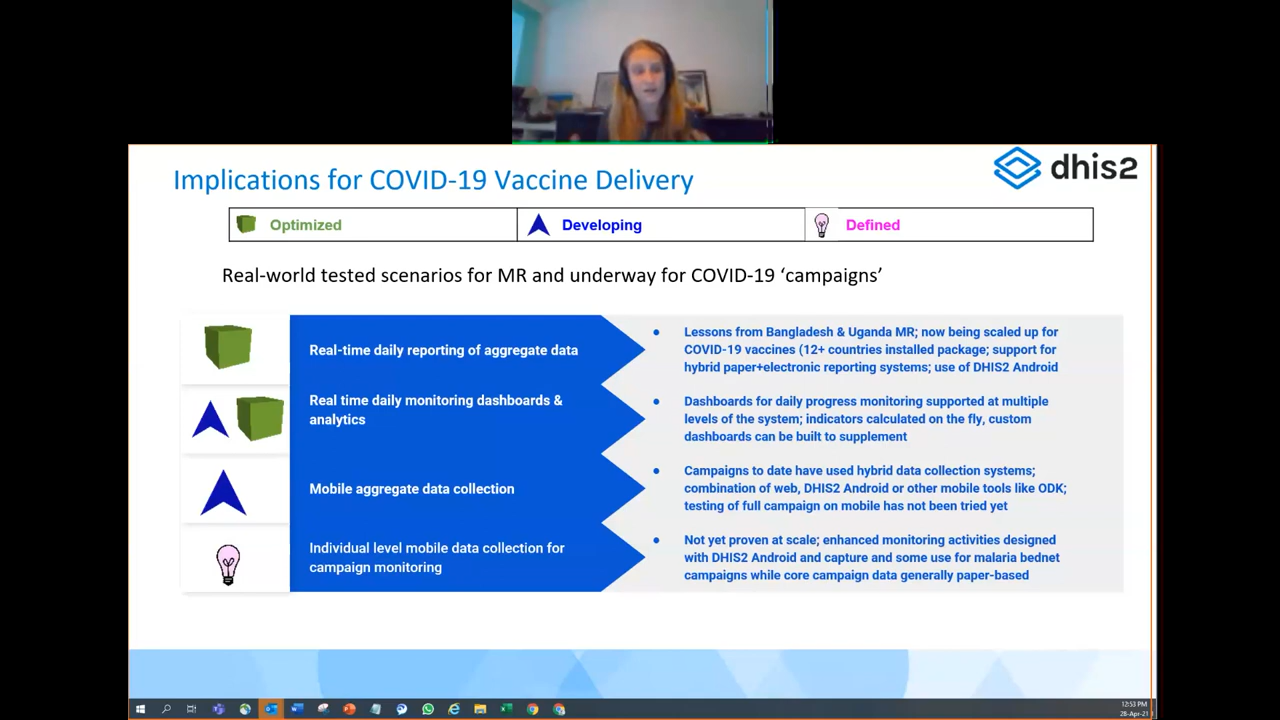 Implications for COVID-19 Vaccine Delivery
dhis2
Optimized
Developing
Defined
Real-world tested scenarios for MR and underway for COVID-19 ‘campaigns’
Real-time daily reporting of aggregate data
• Lessons from Bangladesh & Uganda MR; now being scaled up for
COVID-19 vaccines (12+ countries installed package; support for
hybrid paper+electronic reporting systems; use of DHIS2 Android
Real time daily monitoring dashboards &
analytics
• Dashboards for daily progress monitoring supported at multiple
levels of the system; indicators calculated on the fly, custom
dashboards can be built to supplement
Mobile aggregate data collection
• Campaigns to date have used hybrid data collection systems;
combination of web, DHIS2 Android or other mobile tools like ODK;
testing of full campaign on mobile has not been tried yet
Individual level mobile data collection for
campaign monitoring
• Not yet proven at scale; enhanced monitoring activities designed
with DHIS2 Android and capture and some use for malaria bednet
campaigns while core campaign data generally paper-based
12:53 PM
28-Apr-21